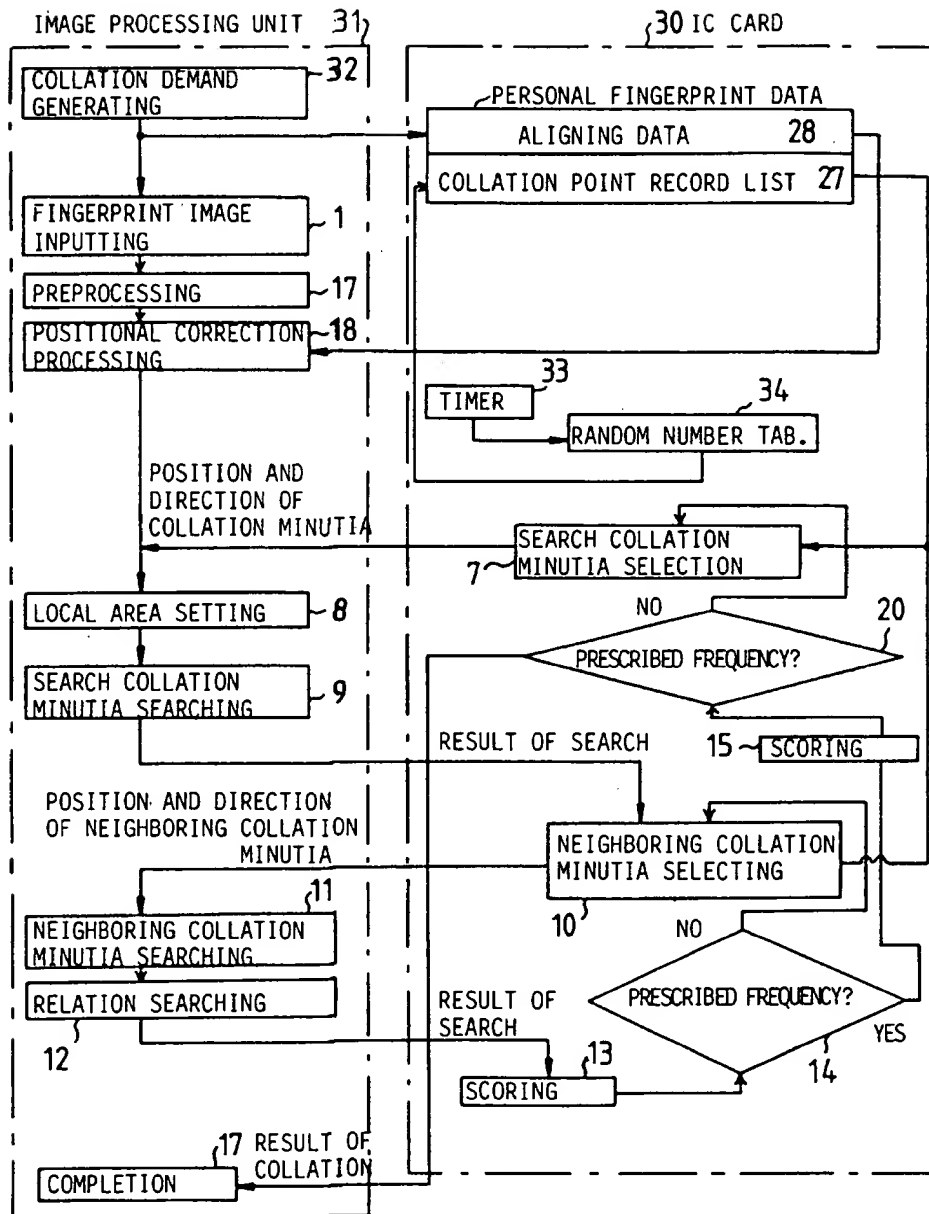 IMAGE PROCESSING UNIT 31
30 IC CARD
32
COLLATION DEMAND
GENERATING
PERSONAL FINGERPRINT DATA
ALIGNING DATA 28
COLLATION POINT RECORD LIST 27
FINGERPRINT IMAGE
INPUTTING
1
PREPROCESSING
17
POSITIONAL CORRECTION
PROCESSING
18
33
TIMER
34
RANDOM NUMBER TAB.
POSITION AND
DIRECTION OF
COLLATION MINUTIA
SEARCH COLLATION
MINUTIA SELECTION
7
LOCAL AREA SETTING
8
NO
20
PRESCRIBED FREQUENCY?
SEARCH COLLATION
MINUTIA SEARCHING
9
RESULT OF SEARCH
15
SCORING
POSITION AND DIRECTION
OF NEIGHBORING COLLATION
MINUTIA
NEIGHBORING COLLATION
MINUTIA SELECTING
10
11
NEIGHBORING COLLATION
MINUTIA SEARCHING
NO
RELATION SEARCHING
12
RESULT OF
SEARCH
PRESCRIBED FREQUENCY?
YES
14
13
SCORING
17
RESULT OF
COLLATION
COMPLETION